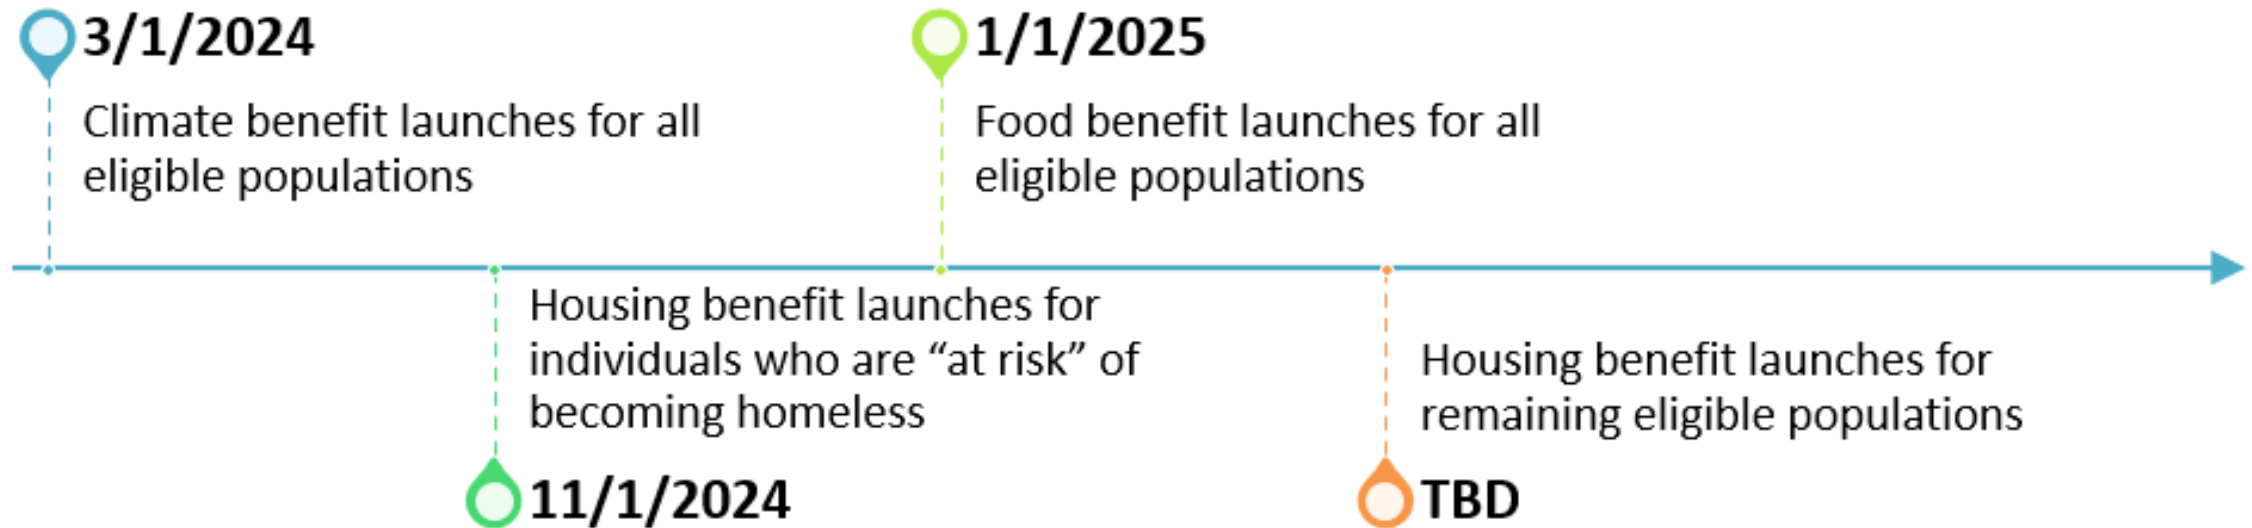 3/1/2024
Climate benefit launches for all
eligible populations
1/1/2025
Food benefit launches for all
eligible populations
Housing benefit launches for
individuals who are “at risk” of
becoming homeless
11/1/2024
Housing benefit launches for
remaining eligible populations
TBD